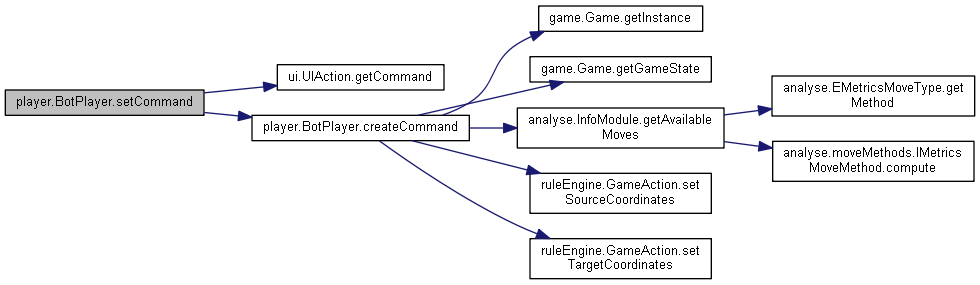 player.BotPlayer.setCommand
ui.UIAction.getCommand
player.BotPlayer.createCommand
game.Game.getInstance
game.Game.getGameState
analyse.InfoModule.getAvailable
Moves
ruleEngine.GameAction.set
SourceCoordinates
ruleEngine.GameAction.set
TargetCoordinates
analyse.EMetricsMoveType.get
Method
analyse.moveMethods.IMetrics
MoveMethod.compute